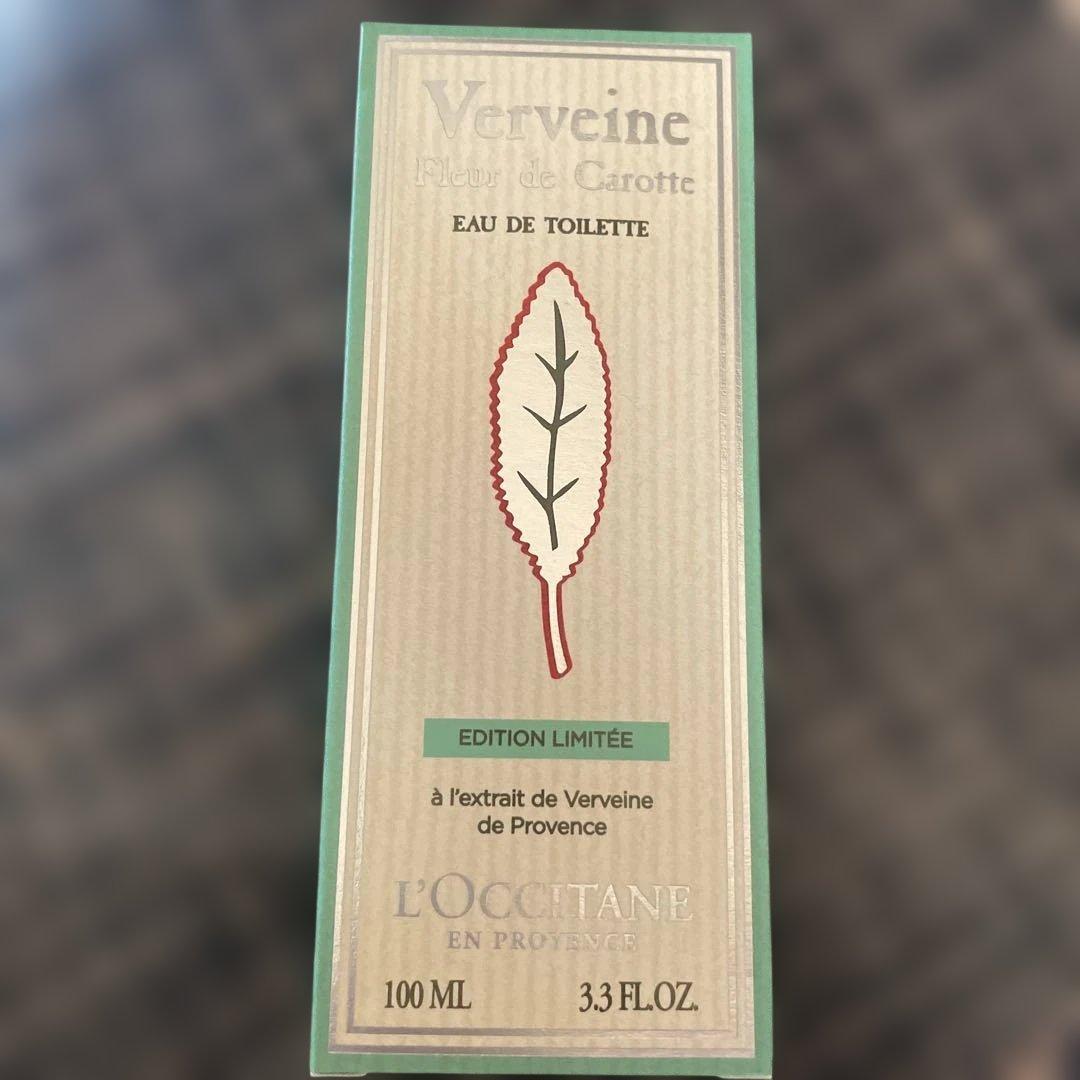 Verveine
Fleur de Carotte
EAU DE TOILETTE
EDITION LIMITÉE
à l'extrait de Verveine
de Provence
L'OCCITANE
EN PROVENCE
100 ML 3.3 FL.OZ.